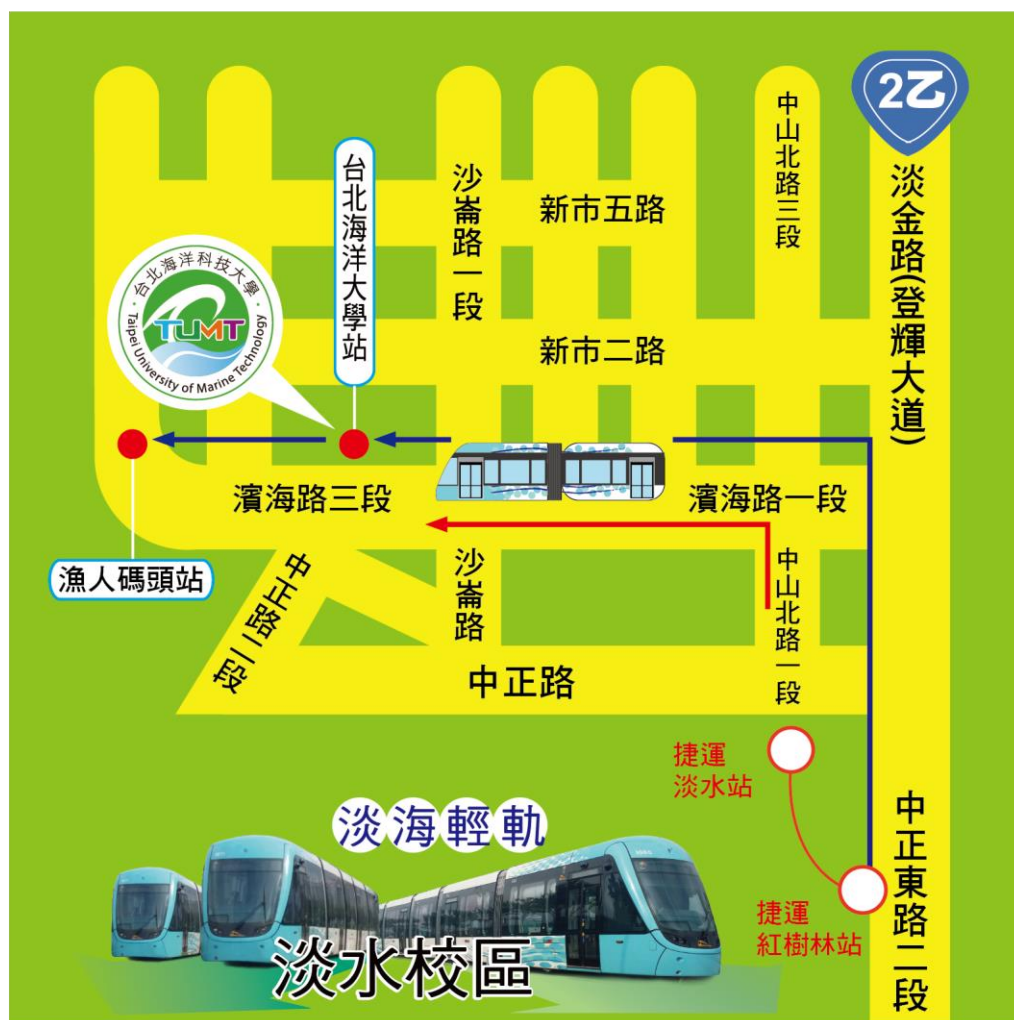 2乙
淡金路(登輝大道)
中山北路三段
沙崙路一段
新市五路
新市二路
台北海洋大學站
台北海洋科技大學
TUMT
Taipei University of Marine Technology
濱海路三段
濱海路一段
漁人碼頭站
中正路二段
沙崙路
中山北路一段
中正路
捷運
淡水站
捷運
紅樹林站
中正東路二段
淡海輕軌
淡水校區